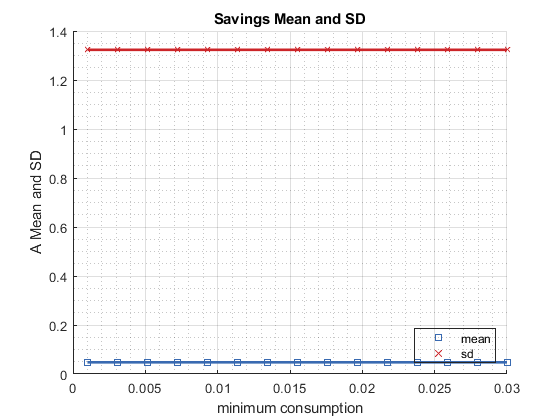 Savings Mean and SD
1.4
1.2
1
0.8
0.6
0.4
0.2
0
A Mean and SD
mean
sd
0 0.005 0.01 0.015 0.02 0.025 0.03
minimum consumption